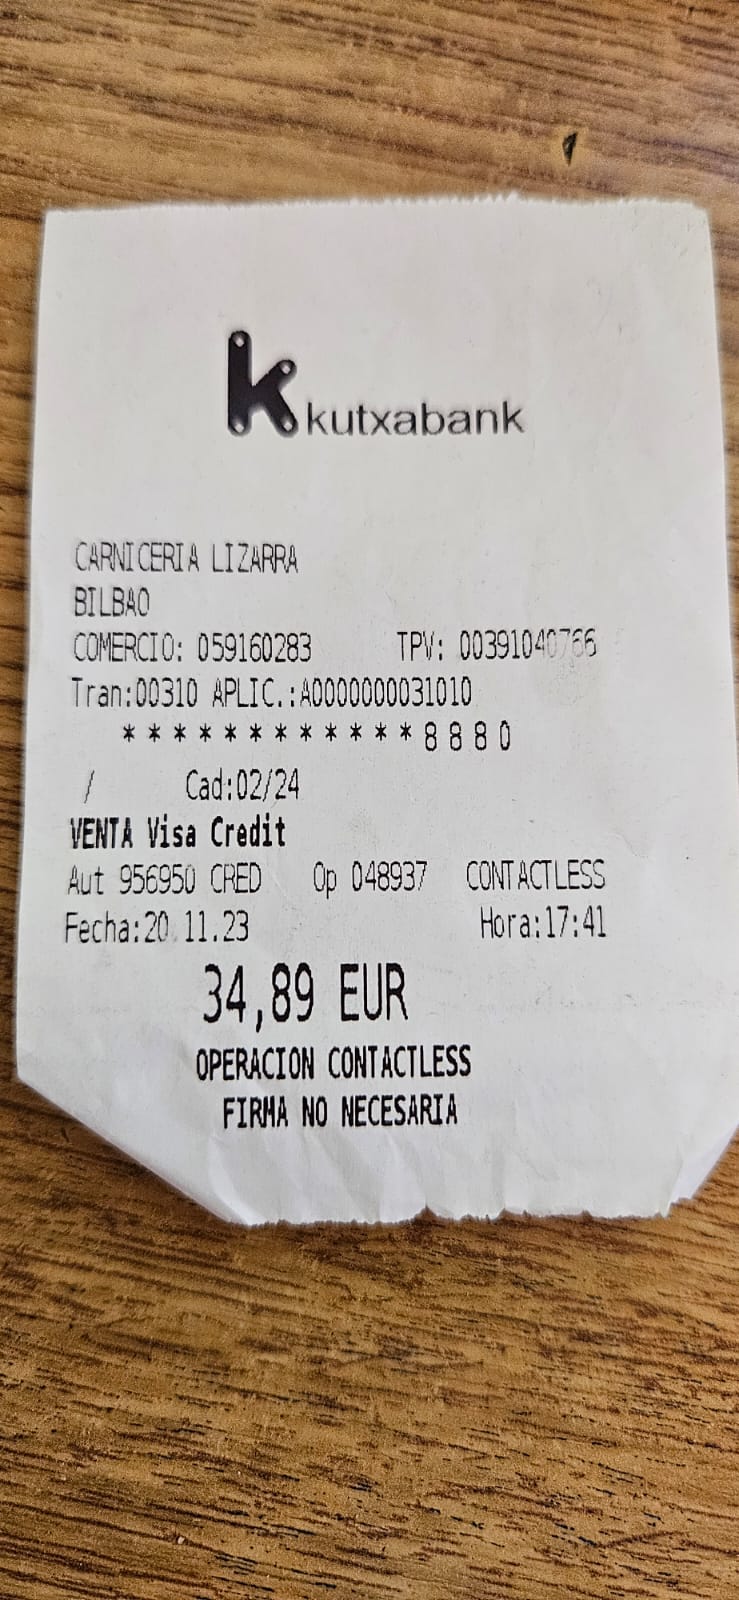 kutxabank
CARNICERIA LIZARRA
BILBAO
COMERCIO: 059160283 TPV: 00391040766
Tran:00310 APLIC.:A0000000031010
************8880
/ Cad:02/24
VENTA Visa Credit
Aut 956950 CRED Op 048937 CONTACTLESS
Fecha:20.11.23 Hora:17:41
34,89 EUR
OPERACION CONTACTLESS
FIRMA NO NECESARIA